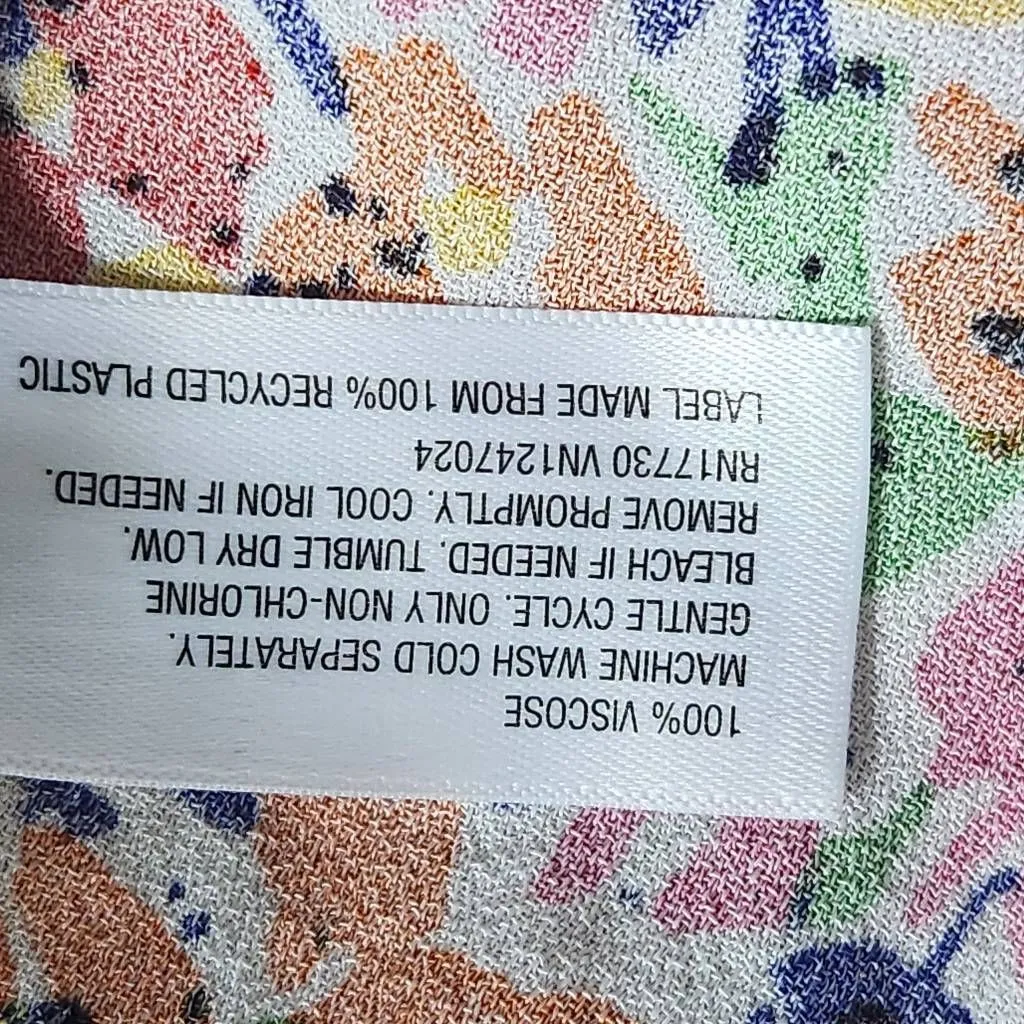 100% VISCOSE
MACHINE WASH COLD SEPARATELY.
GENTLE CYCLE. ONLY NON-CHLORINE
BLEACH IF NEEDED. TUMBLE DRY LOW.
REMOVE PROMPTLY. COOL IRON IF NEEDED.
RN17730 VN1247024
LABEL MADE FROM 100% RECYCLED PLASTIC